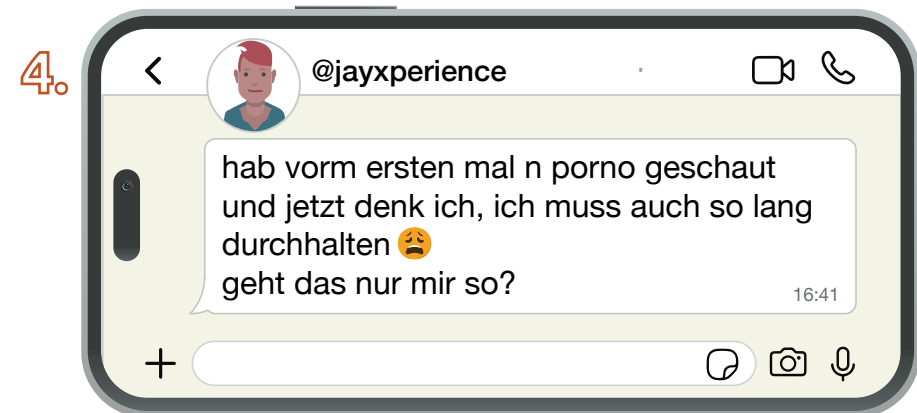 4.
@jayxperience
hab vorm ersten mal n porno geschaut
und jetzt denk ich, ich muss auch so lang
durchhalten 😩
geht das nur mir so?
16:41